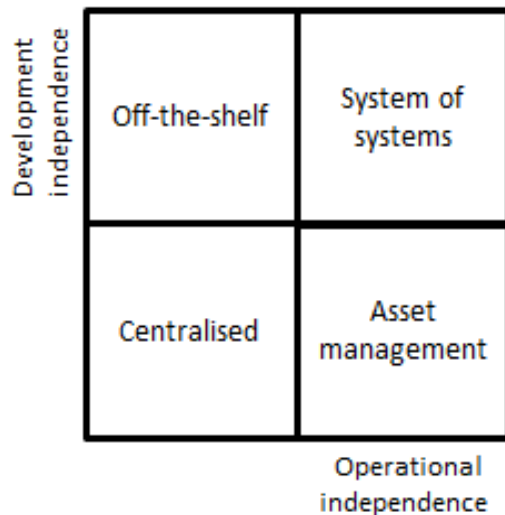 Development
independence
Off-the-shelf
System of
systems
Centralised
Asset
management
Operational
independence